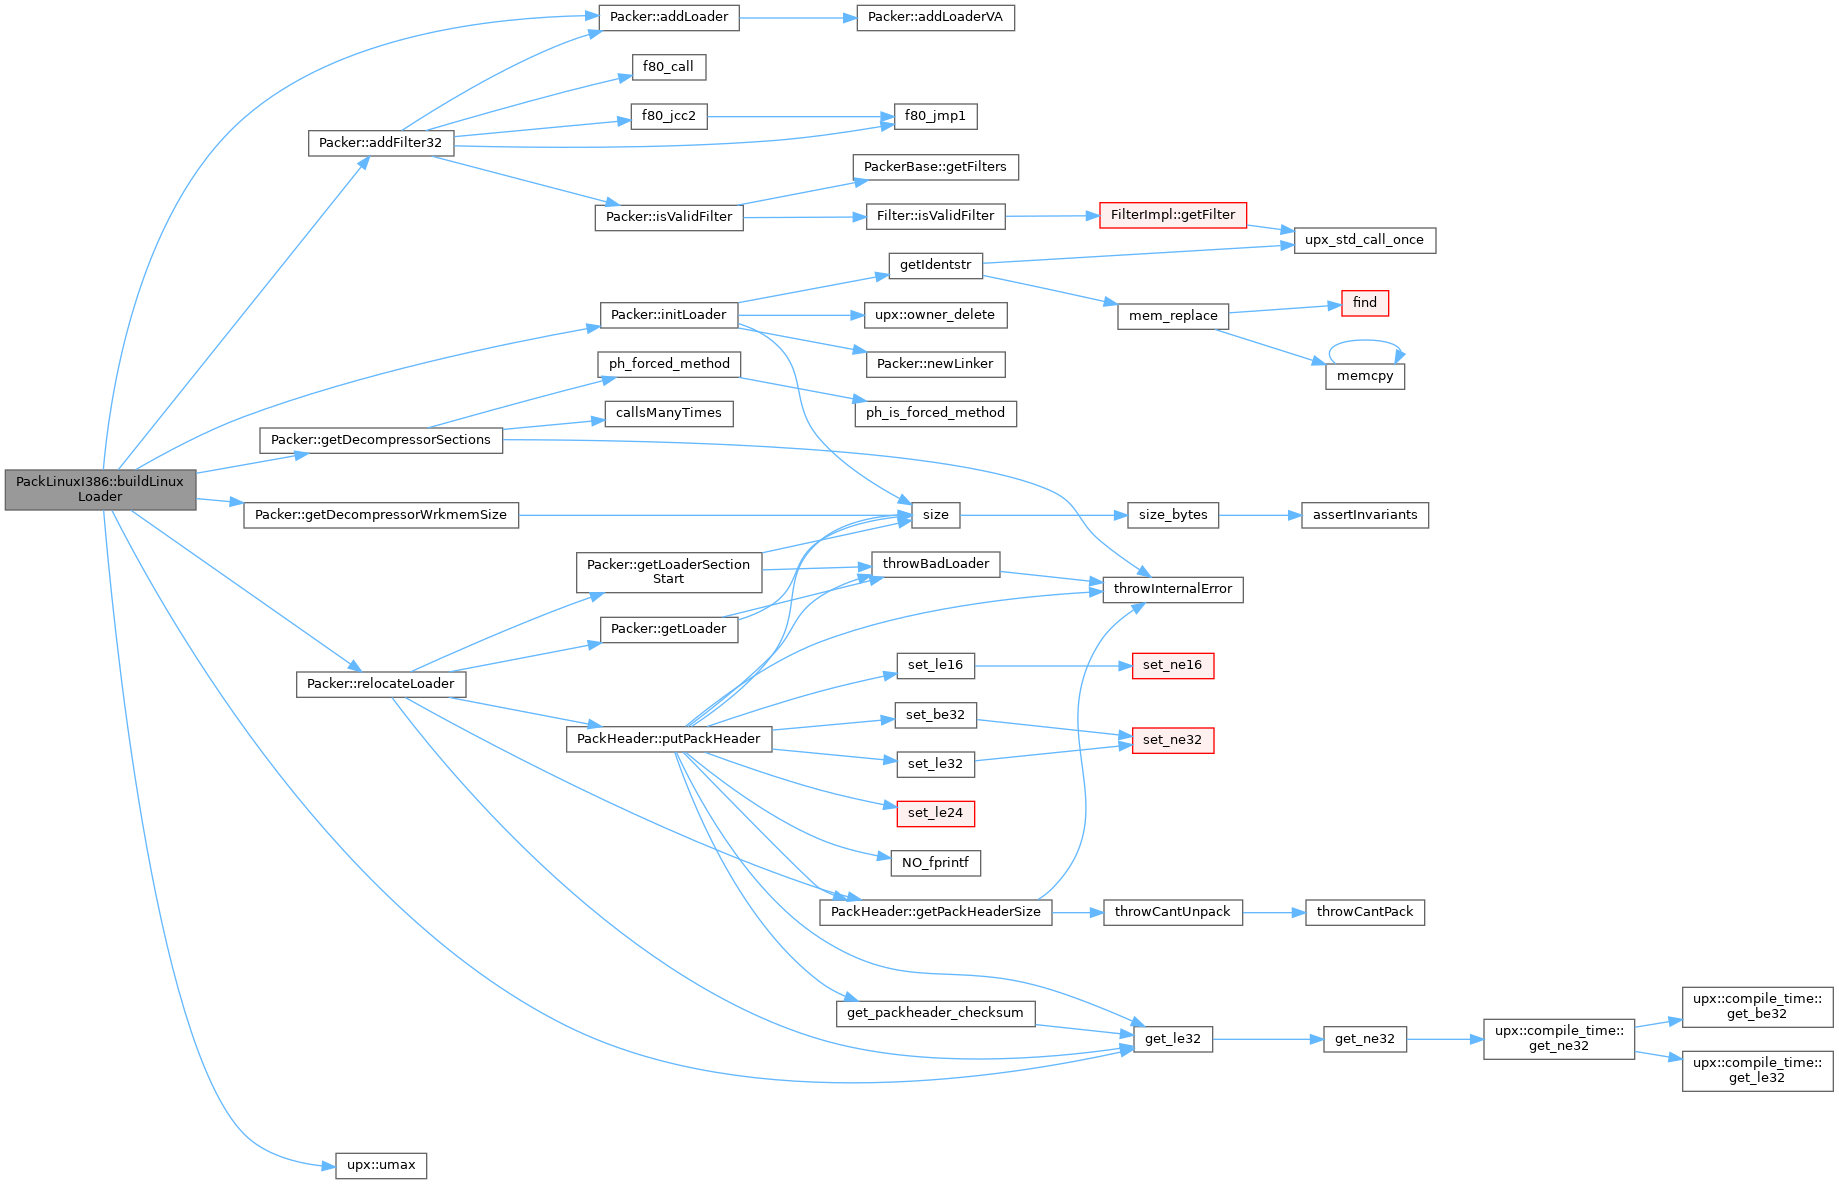 Packer::addLoader
Packer::addLoaderVA
f80_call
f80_jcc2
f80_jmp1
Packer::addFilter32
PackerBase::getFilters
Packer::isValidFilter
Filter::isValidFilter
FilterImpl::getFilter
upx_std_call_once
getIdentstr
find
Packer::initLoader
upx::owner_delete
mem_replace
ph_forced_method
Packer::newLinker
memcpy
callsManyTimes
ph_is_forced_method
Packer::getDecompressorSections
PackLinuxI386::buildLinux
Loader
Packer::getDecompressorWrkmemSize
size
size_bytes
assertInvariants
Packer::getLoaderSection
Start
throwBadLoader
throwInternalError
Packer::getLoader
set_le16
set_ne16
Packer::relocateLoader
set_be32
PackHeader::putPackHeader
set_ne32
set_le32
set_le24
NO_fprintf
PackHeader::getPackHeaderSize
throwCantUnpack
throwCantPack
get_packheader_checksum
get_le32
get_ne32
upx::compile_time::
get_ne32
upx::compile_time::
get_be32
upx::compile_time::
get_le32
upx::umax